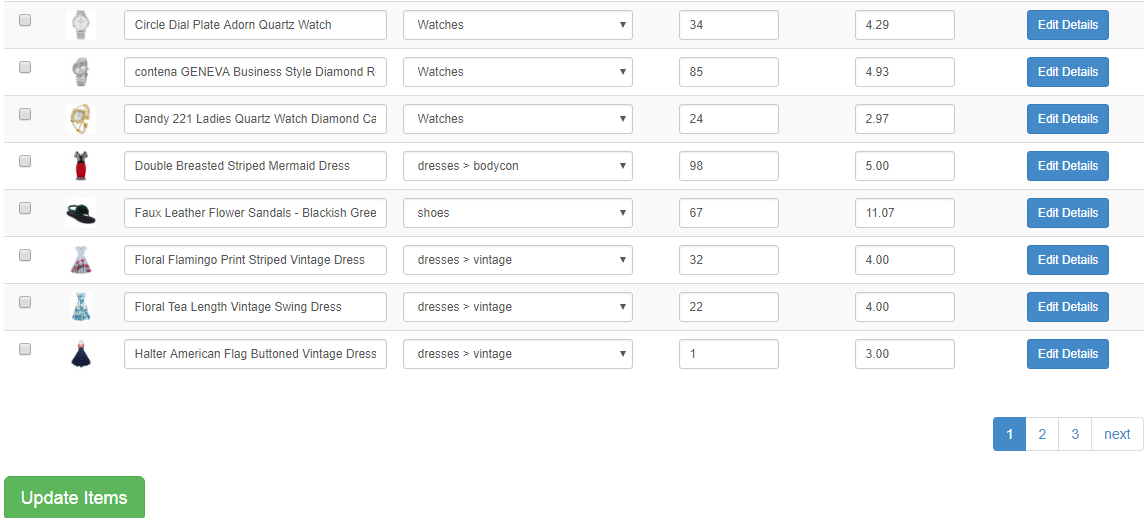 Circle Dial Plate Adorn Quartz Watch Watches 34 4.29 Edit Details
contena GENEVA Business Style Diamond R Watches 85 4.93 Edit Details
Dandy 221 Ladies Quartz Watch Diamond Ca Watches 24 2.97 Edit Details
Double Breasted Striped Mermaid Dress dresses > bodycon 98 5.00 Edit Details
Faux Leather Flower Sandals - Blackish Gree shoes 67 11.07 Edit Details
Floral Flamingo Print Striped Vintage Dress dresses > vintage 32 4.00 Edit Details
Floral Tea Length Vintage Swing Dress dresses > vintage 22 4.00 Edit Details
Halter American Flag Buttoned Vintage Dress dresses > vintage 1 3.00 Edit Details
1 2 3 next
Update Items